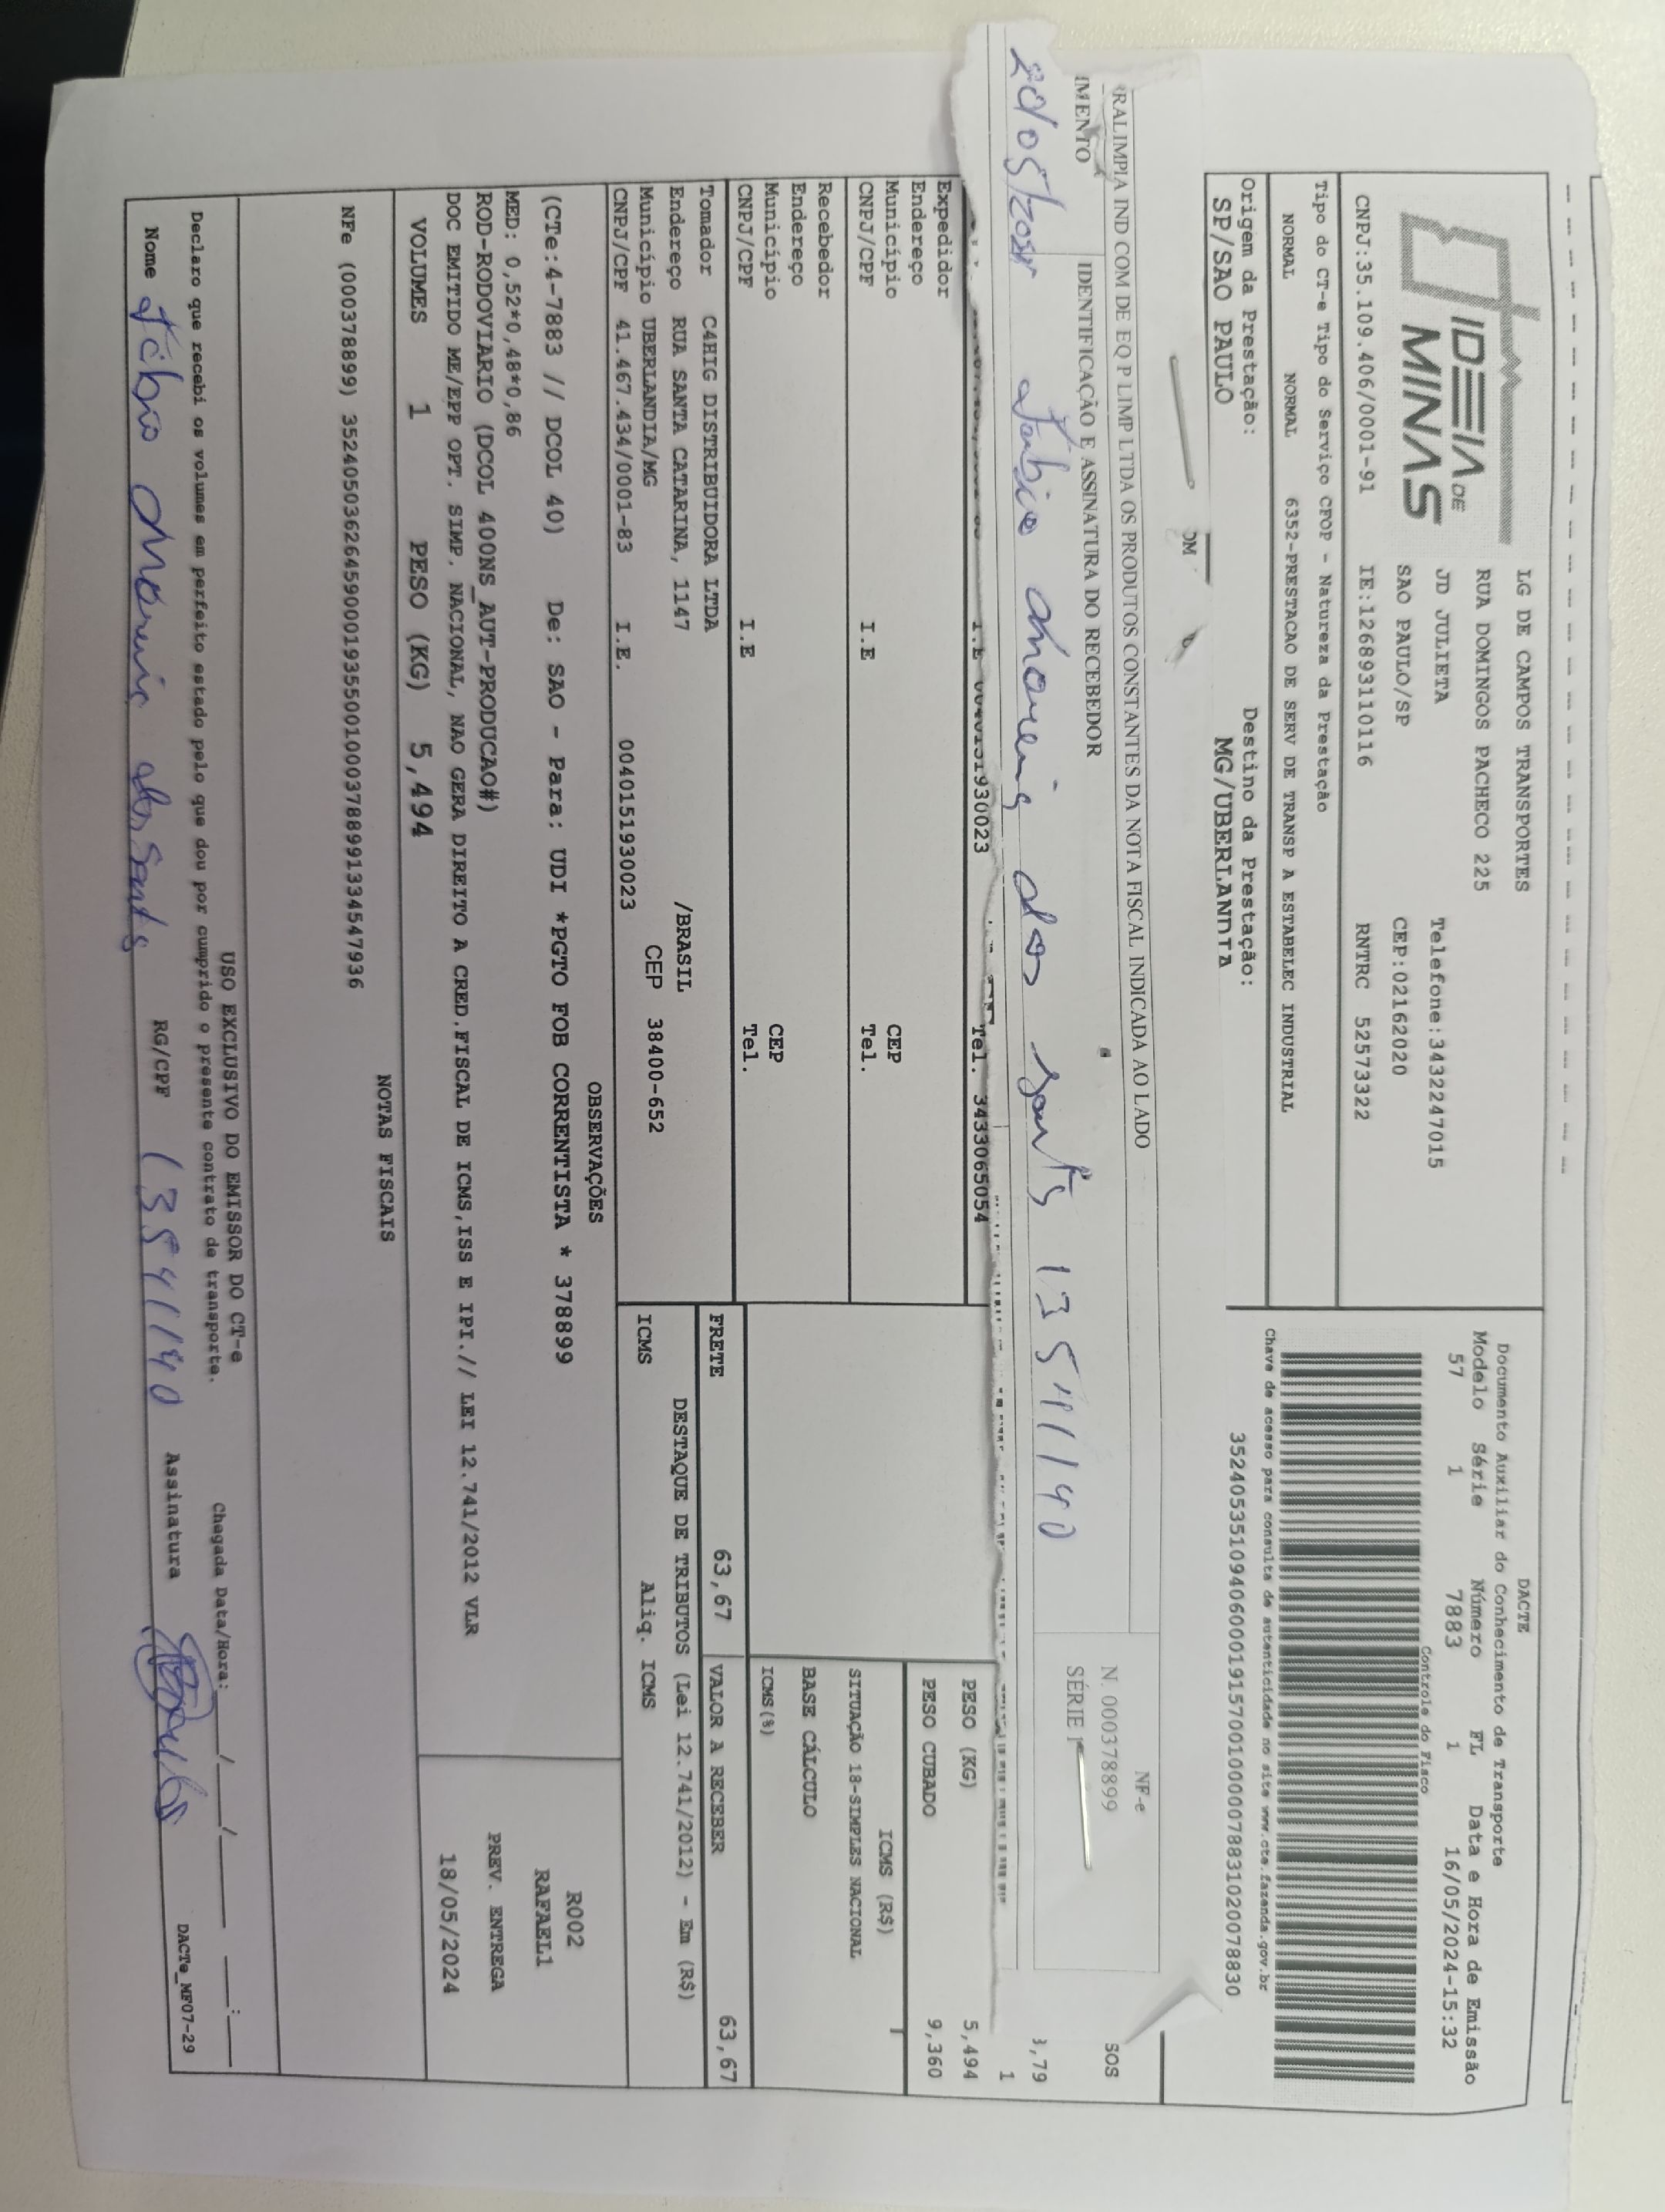 IDEIA DE
MINAS
LG DE CAMPOS TRANSPORTES
RUA DOMINGOS PACHECO 225
JD JULIETA
Telefone:3432247015
SAO PAULO/SP
CEP:02162020
CNPJ:35.109.406/0001-91 IE:126893110116 RNTRC 52573322
Tipo do CT-e Tipo do Serviço CFOP - Natureza da Prestação
NORMAL NORMAL 6352-PRESTACAO DE SERV DE TRANSP A ESTABELEC INDUSTRIAL
Origem da Prestação: Destino da Prestação:
SP/SAO PAULO MG/UBERLANDIA
DACTE
Documento Auxiliar do Conhecimento de Transporte
Modelo Série Número FL Data e Hora de Emissão
57 1 7883 1 16/05/2024-15:32
Controle do Fisco
Chave de acesso para consulta de autenticidade no site www.cte.fazenda.gov.br
35240535109406000191570010000078831020078830
RALIMPIA IND COM DE EQ P LIMP LTDA OS PRODUTOS CONSTANTES DA NOTA FISCAL INDICADA AO LADO
IMENTO IDENTIFICAÇÃO E ASSINATURA DO RECEBEDOR
Fabio Moreira dos Santos 13541140
NF-e
N. 000378899
SÉRIE 1
SOS
3,79
1
Tel. 3433065054
Expedidor
Endereço
Município CEP
CNPJ/CPF I.E Tel.
Recebedor
Endereço
Município CEP
CNPJ/CPF I.E Tel.
PESO (KG) 5,494
PESO CUBADO 9,360
ICMS (R$)
SITUAÇÃO 18-SIMPLES NACIONAL
BASE CÁLCULO
ICMS(%)
Tomador C4HIG DISTRIBUIDORA LTDA
Endereço RUA SANTA CATARINA, 1147 /BRASIL
Município UBERLANDIA/MG CEP 38400-652
CNPJ/CPF 41.467.434/0001-83 I.E. 0040151930023
FRETE 63,67 VALOR A RECEBER 63,67
DESTAQUE DE TRIBUTOS (Lei 12.741/2012) - Em (R$)
ICMS Aliq. ICMS
OBSERVAÇÕES
(CTe:4-7883 // DCOL 40) De: SAO - Para: UDI *PGTO FOB CORRENTISTA * 378899
MED: 0,52*0,48*0,86
ROD-RODOVIARIO (DCOL 400NS_AUT-PRODUCAO#)
DOC EMITIDO ME/EPP OPT. SIMP. NACIONAL, NAO GERA DIREITO A CRED.FISCAL DE ICMS,ISS E IPI.// LEI 12.741/2012 VLR
R002
RAFAEL1
PREV. ENTREGA
18/05/2024
VOLUMES 1 PESO (KG) 5,494
NOTAS FISCAIS
NFe (000378899) 35240503626459000193550010003788991334547936
USO EXCLUSIVO DO EMISSOR DO CT-e
Declaro que recebi os volumes em perfeito estado pelo que dou por cumprido o presente contrato de transporte. Chegada Data/Hora: ___/___/___ __:__
Nome Fábio Moreira dos Santos RG/CPF 13541140 Assinatura
DACTe_MF07-29